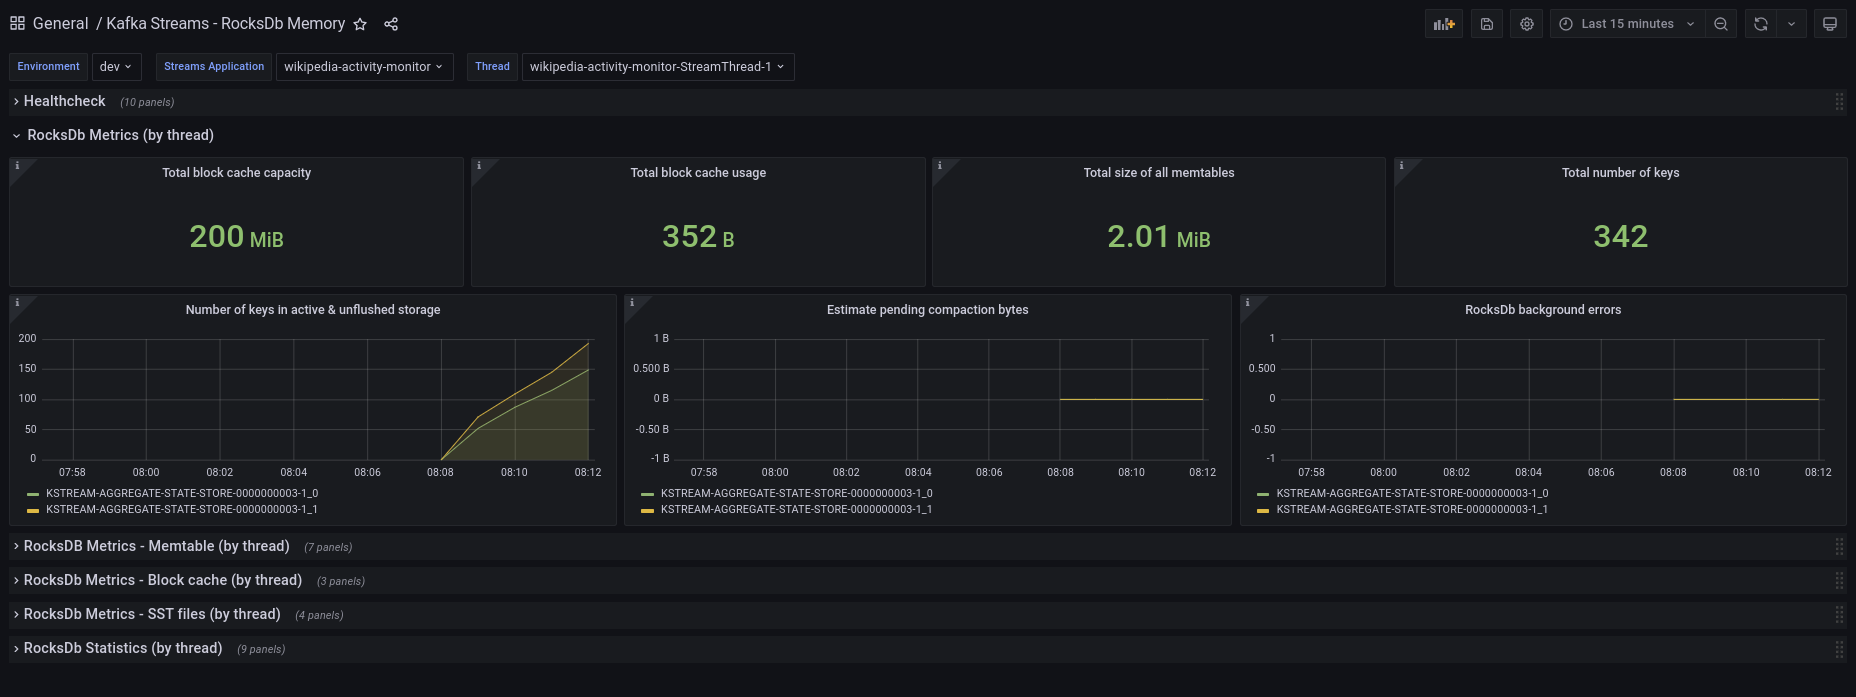 General / Kafka Streams - RocksDb Memory
Last 15 minutes
Environment dev Streams Application wikipedia-activity-monitor Thread wikipedia-activity-monitor-StreamThread-1
Healthcheck (10 panels)
RocksDb Metrics (by thread)
Total block cache capacity
200 MiB
Total block cache usage
352 B
Total size of all memtables
2.01 MiB
Total number of keys
342
Number of keys in active & unflushed storage
200
150
100
50
0
07:58 08:00 08:02 08:04 08:06 08:08 08:10 08:12
KSTREAM-AGGREGATE-STATE-STORE-0000000003-1_0
KSTREAM-AGGREGATE-STATE-STORE-0000000003-1_1
Estimate pending compaction bytes
1 B
0.500 B
0 B
-0.50 B
-1 B
07:58 08:00 08:02 08:04 08:06 08:08 08:10 08:12
KSTREAM-AGGREGATE-STATE-STORE-0000000003-1_0
KSTREAM-AGGREGATE-STATE-STORE-0000000003-1_1
RocksDb background errors
1
0.500
0
-0.50
-1
07:58 08:00 08:02 08:04 08:06 08:08 08:10 08:12
KSTREAM-AGGREGATE-STATE-STORE-0000000003-1_0
KSTREAM-AGGREGATE-STATE-STORE-0000000003-1_1
RocksDB Metrics - Memtable (by thread) (7 panels)
RocksDb Metrics - Block cache (by thread) (3 panels)
RocksDb Metrics - SST files (by thread) (4 panels)
RocksDb Statistics (by thread) (9 panels)